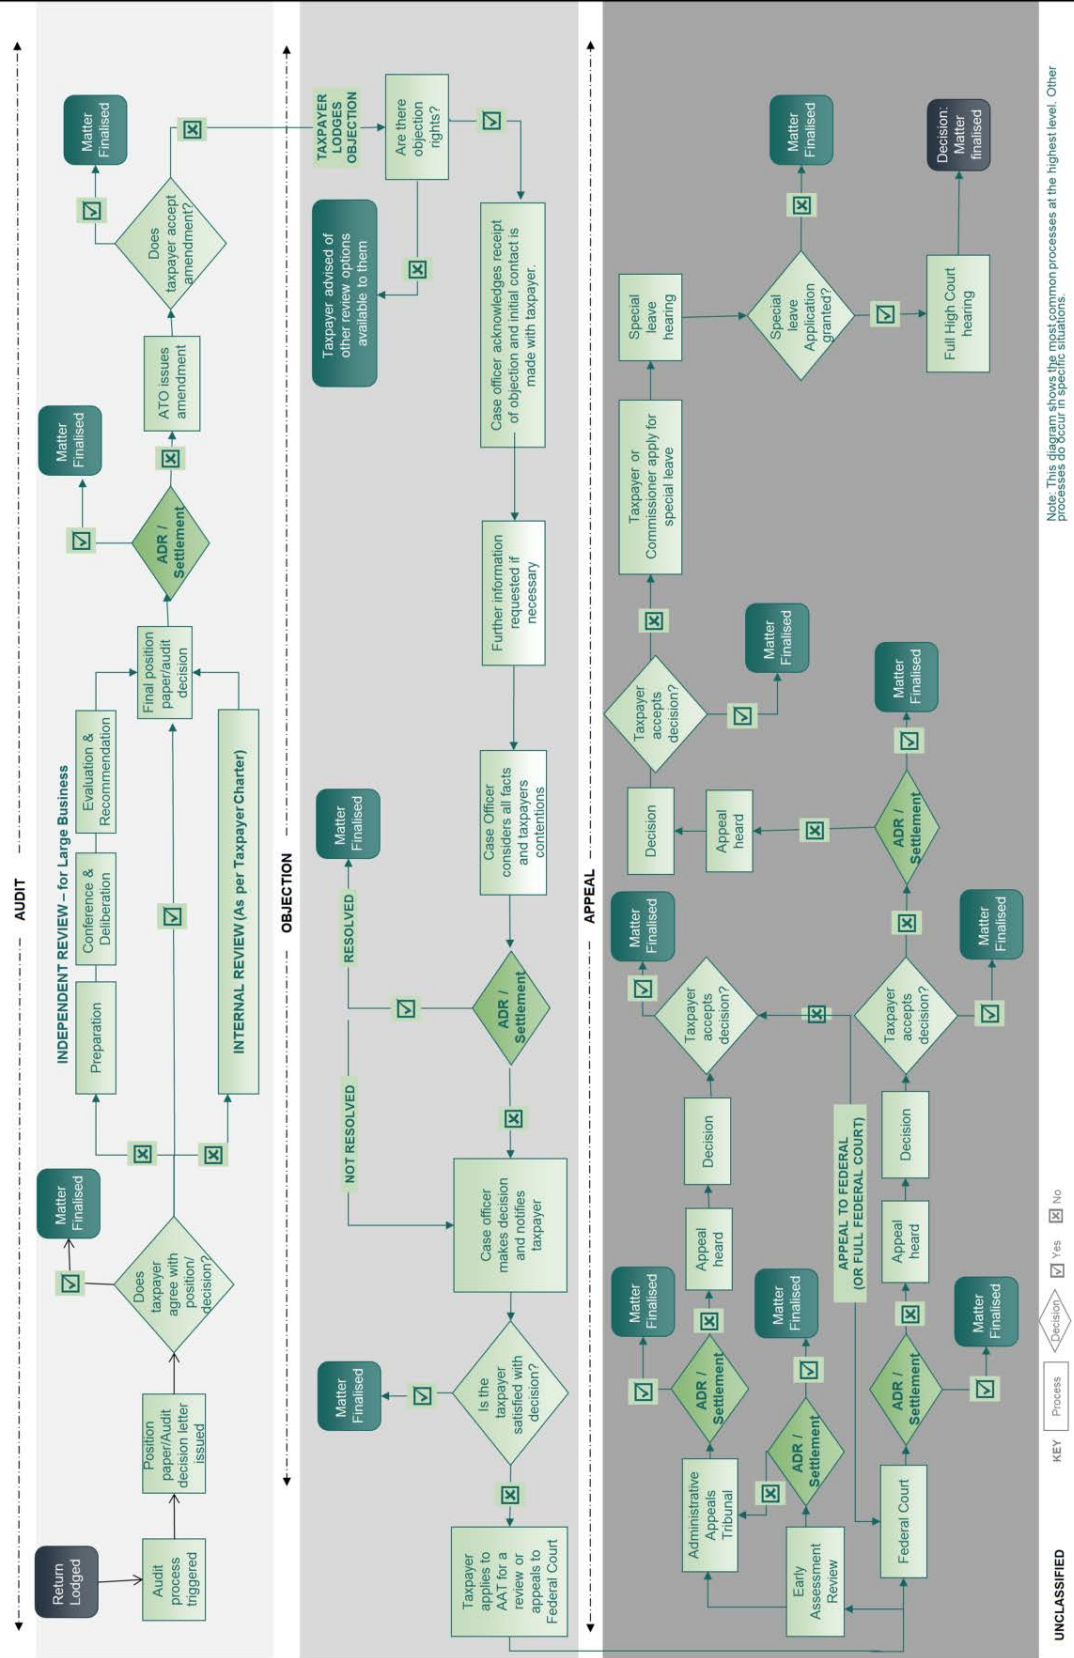 AUDIT
Return
Lodged
Audit
process
triggered
Position
paper/Audit
decision letter
issued
Does
taxpayer
agree with
position/
decision?
Matter
Finalised
INDEPENDENT REVIEW – for Large Business
Preparation
Conference &
Deliberation
Evaluation &
Recommendation
INTERNAL REVIEW (As per Taxpayer Charter)
Final position
paper/audit
decision
ADR /
Settlement
Matter
Finalised
ATO issues
amendment
Does
taxpayer accept
amendment?
Matter
Finalised
OBJECTION
TAXPAYER
LODGES
OBJECTION
Are there
objection
rights?
Taxpayer advised of
other review options
available to them
Case officer acknowledges receipt
of objection and initial contact is
made with taxpayer.
Further information
requested if
necessary
Case Officer
considers all facts
and taxpayers
contentions
ADR /
Settlement
RESOLVED
Matter
Finalised
NOT RESOLVED
Case officer
makes decision
and notifies
taxpayer
Is the
taxpayer
satisfied with
decision?
Matter
Finalised
Taxpayer
applies to
AAT for a
review or
appeals to
Federal Court
APPEAL
Early
Assessment
Review
ADR /
Settlement
Matter
Finalised
Administrative
Appeals
Tribunal
ADR /
Settlement
Matter
Finalised
Appeal
heard
Decision
Taxpayer
accepts
decision?
Matter
Finalised
APPEAL TO FEDERAL
(OR FULL FEDERAL COURT)
Federal Court
ADR /
Settlement
Matter
Finalised
Appeal
heard
Decision
Taxpayer
accepts
decision?
Matter
Finalised
ADR /
Settlement
Matter
Finalised
Appeal
heard
Decision
Taxpayer
accepts
decision?
Matter
Finalised
Taxpayer or
Commissioner apply for
special leave
Special
leave
hearing
Special
leave
Application
granted?
Matter
Finalised
Full High Court
hearing
Decision:
Matter
finalised
UNCLASSIFIED
KEY
Process
Decision
Yes
No
Note: This diagram shows the most common processes at the highest level. Other
processes do occur in specific situations.